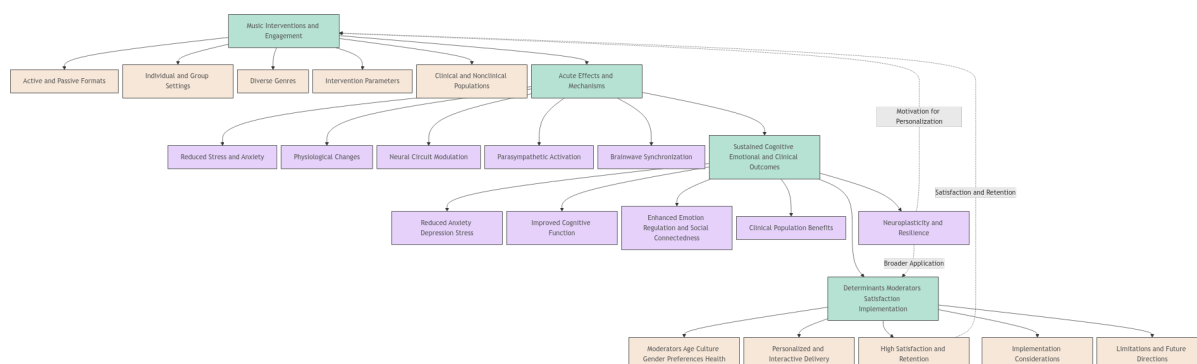 Music Interventions and
Engagement
Active and Passive Formats
Individual and Group
Settings
Diverse Genres
Intervention Parameters
Clinical and Nonclinical
Populations
Acute Effects and
Mechanisms
Motivation for
Personalization
Reduced Stress and Anxiety
Physiological Changes
Neural Circuit Modulation
Parasympathetic Activation
Brainwave Synchronization
Sustained Cognitive
Emotional and Clinical
Outcomes
Satisfaction and Retention
Reduced Anxiety
Depression Stress
Improved Cognitive
Function
Enhanced Emotion
Regulation and Social
Connectedness
Clinical Population Benefits
Neuroplasticity and
Resilience
Broader Application
Determinants Moderators
Satisfaction
Implementation
Moderators Age Culture
Gender Preferences Health
Personalized and
Interactive Delivery
High Satisfaction and
Retention
Implementation
Considerations
Limitations and Future
Directions